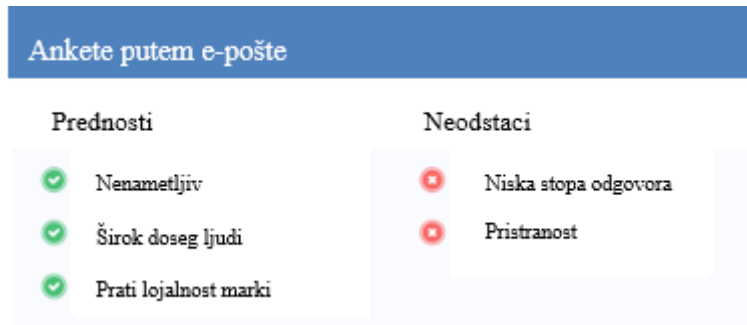 Ankete putem e-pošte
Prednosti
Neodstaci
Nenametljiv
Niska stopa odgovora
Širok doseg ljudi
Pristranost
Prati lojalnost marki